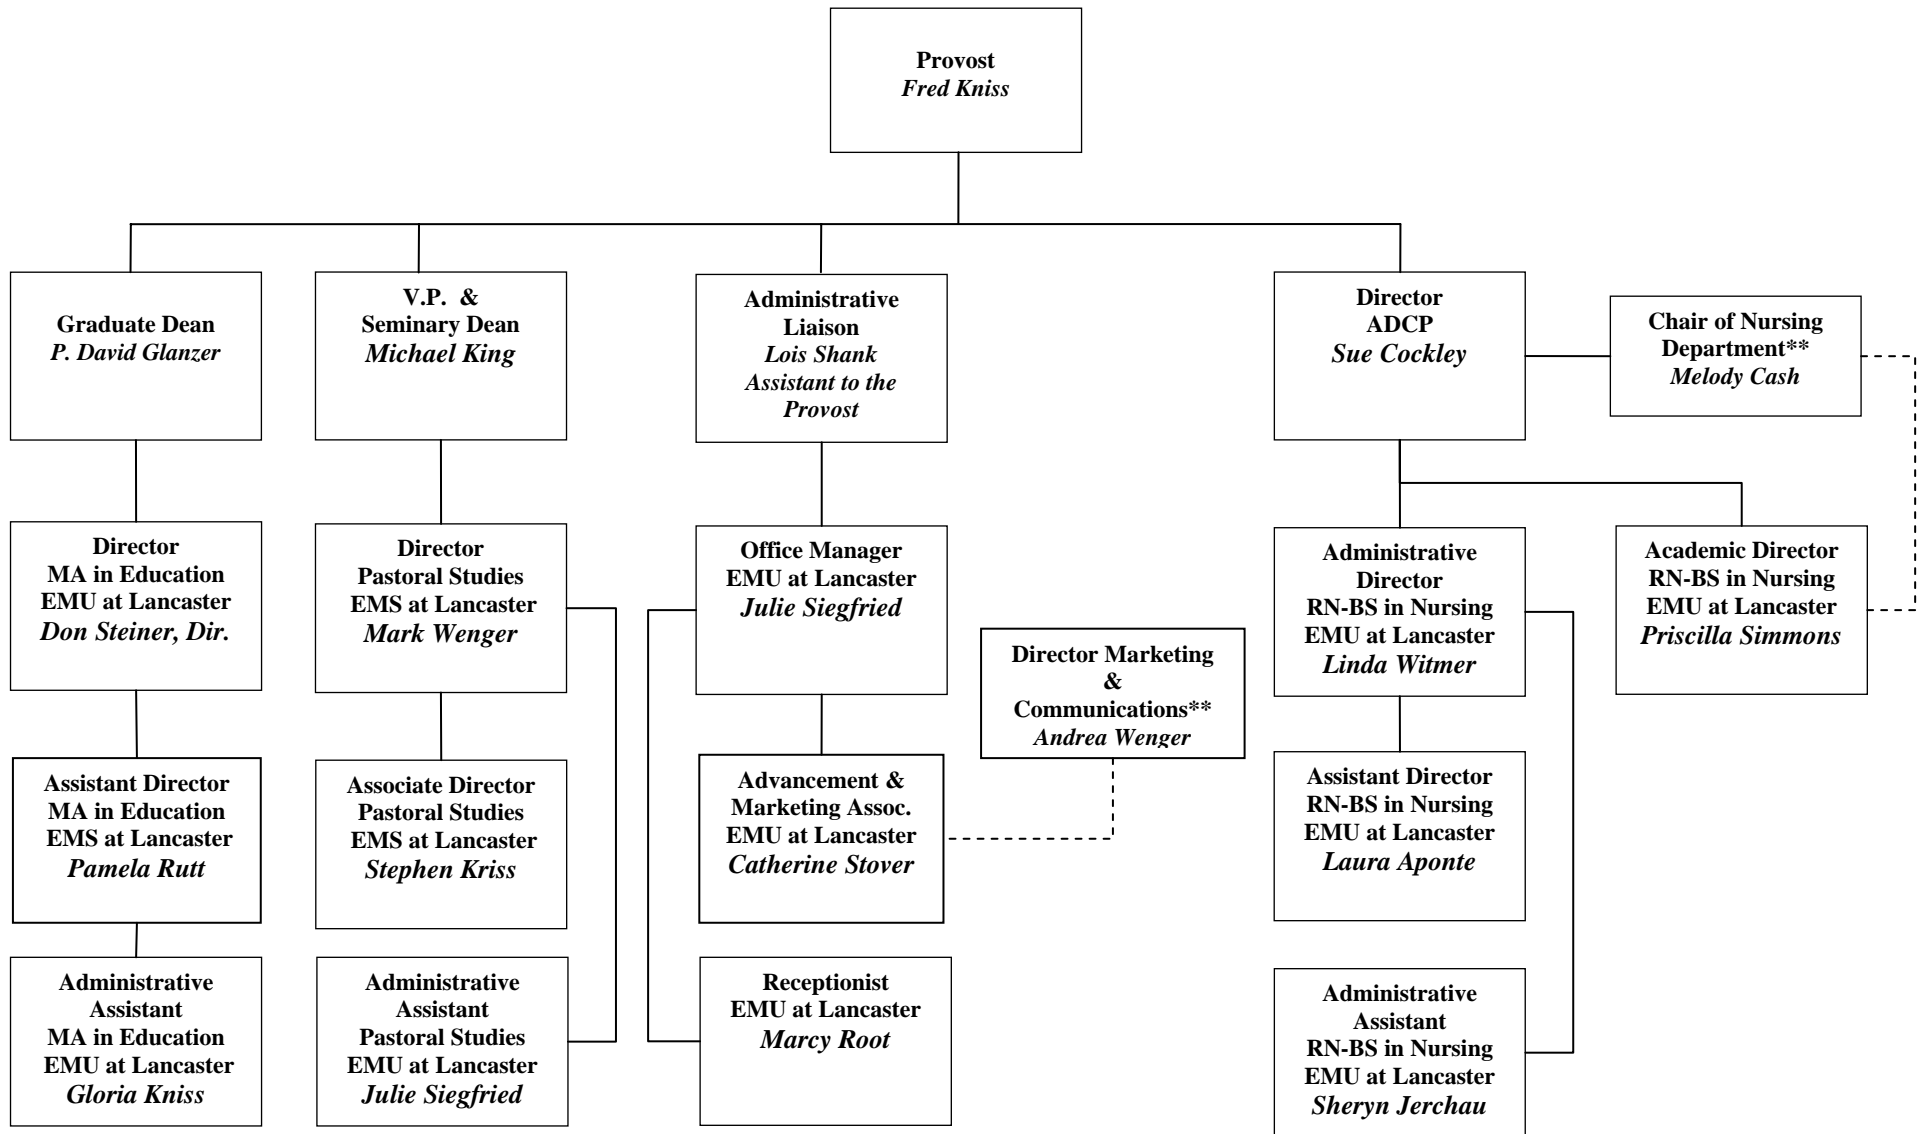 Provost
Fred Kniss
Graduate Dean
P. David Glanzer
V.P. &
Seminary Dean
Michael King
Administrative
Liaison
Lois Shank
Assistant to the
Provost
Director
ADCP
Sue Cockley
Chair of Nursing
Department**
Melody Cash
Director
MA in Education
EMU at Lancaster
Don Steiner, Dir.
Director
Pastoral Studies
EMS at Lancaster
Mark Wenger
Office Manager
EMU at Lancaster
Julie Siegfried
Director Marketing
&
Communications**
Andrea Wenger
Administrative
Director
RN-BS in Nursing
EMU at Lancaster
Linda Witmer
Academic Director
RN-BS in Nursing
EMU at Lancaster
Priscilla Simmons
Assistant Director
MA in Education
EMS at Lancaster
Pamela Rutt
Associate Director
Pastoral Studies
EMS at Lancaster
Stephen Kriss
Advancement &
Marketing Assoc.
EMU at Lancaster
Catherine Stover
Assistant Director
RN-BS in Nursing
EMU at Lancaster
Laura Aponte
Administrative
Assistant
MA in Education
EMU at Lancaster
Gloria Kniss
Administrative
Assistant
Pastoral Studies
EMU at Lancaster
Julie Siegfried
Receptionist
EMU at Lancaster
Marcy Root
Administrative
Assistant
RN-BS in Nursing
EMU at Lancaster
Sheryn Jerchau